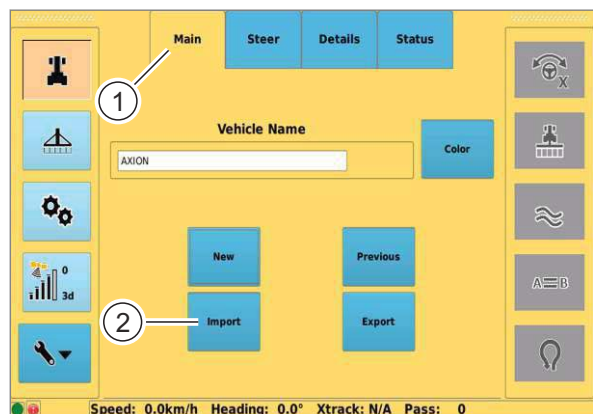 Main Steer Details Status
1
X
Vehicle Name
Color
AXION
0
3d
New Previous
A=B
2
Import Export
Speed: 0.0km/h Heading: 0.0° Xtrack: N/A Pass: 0